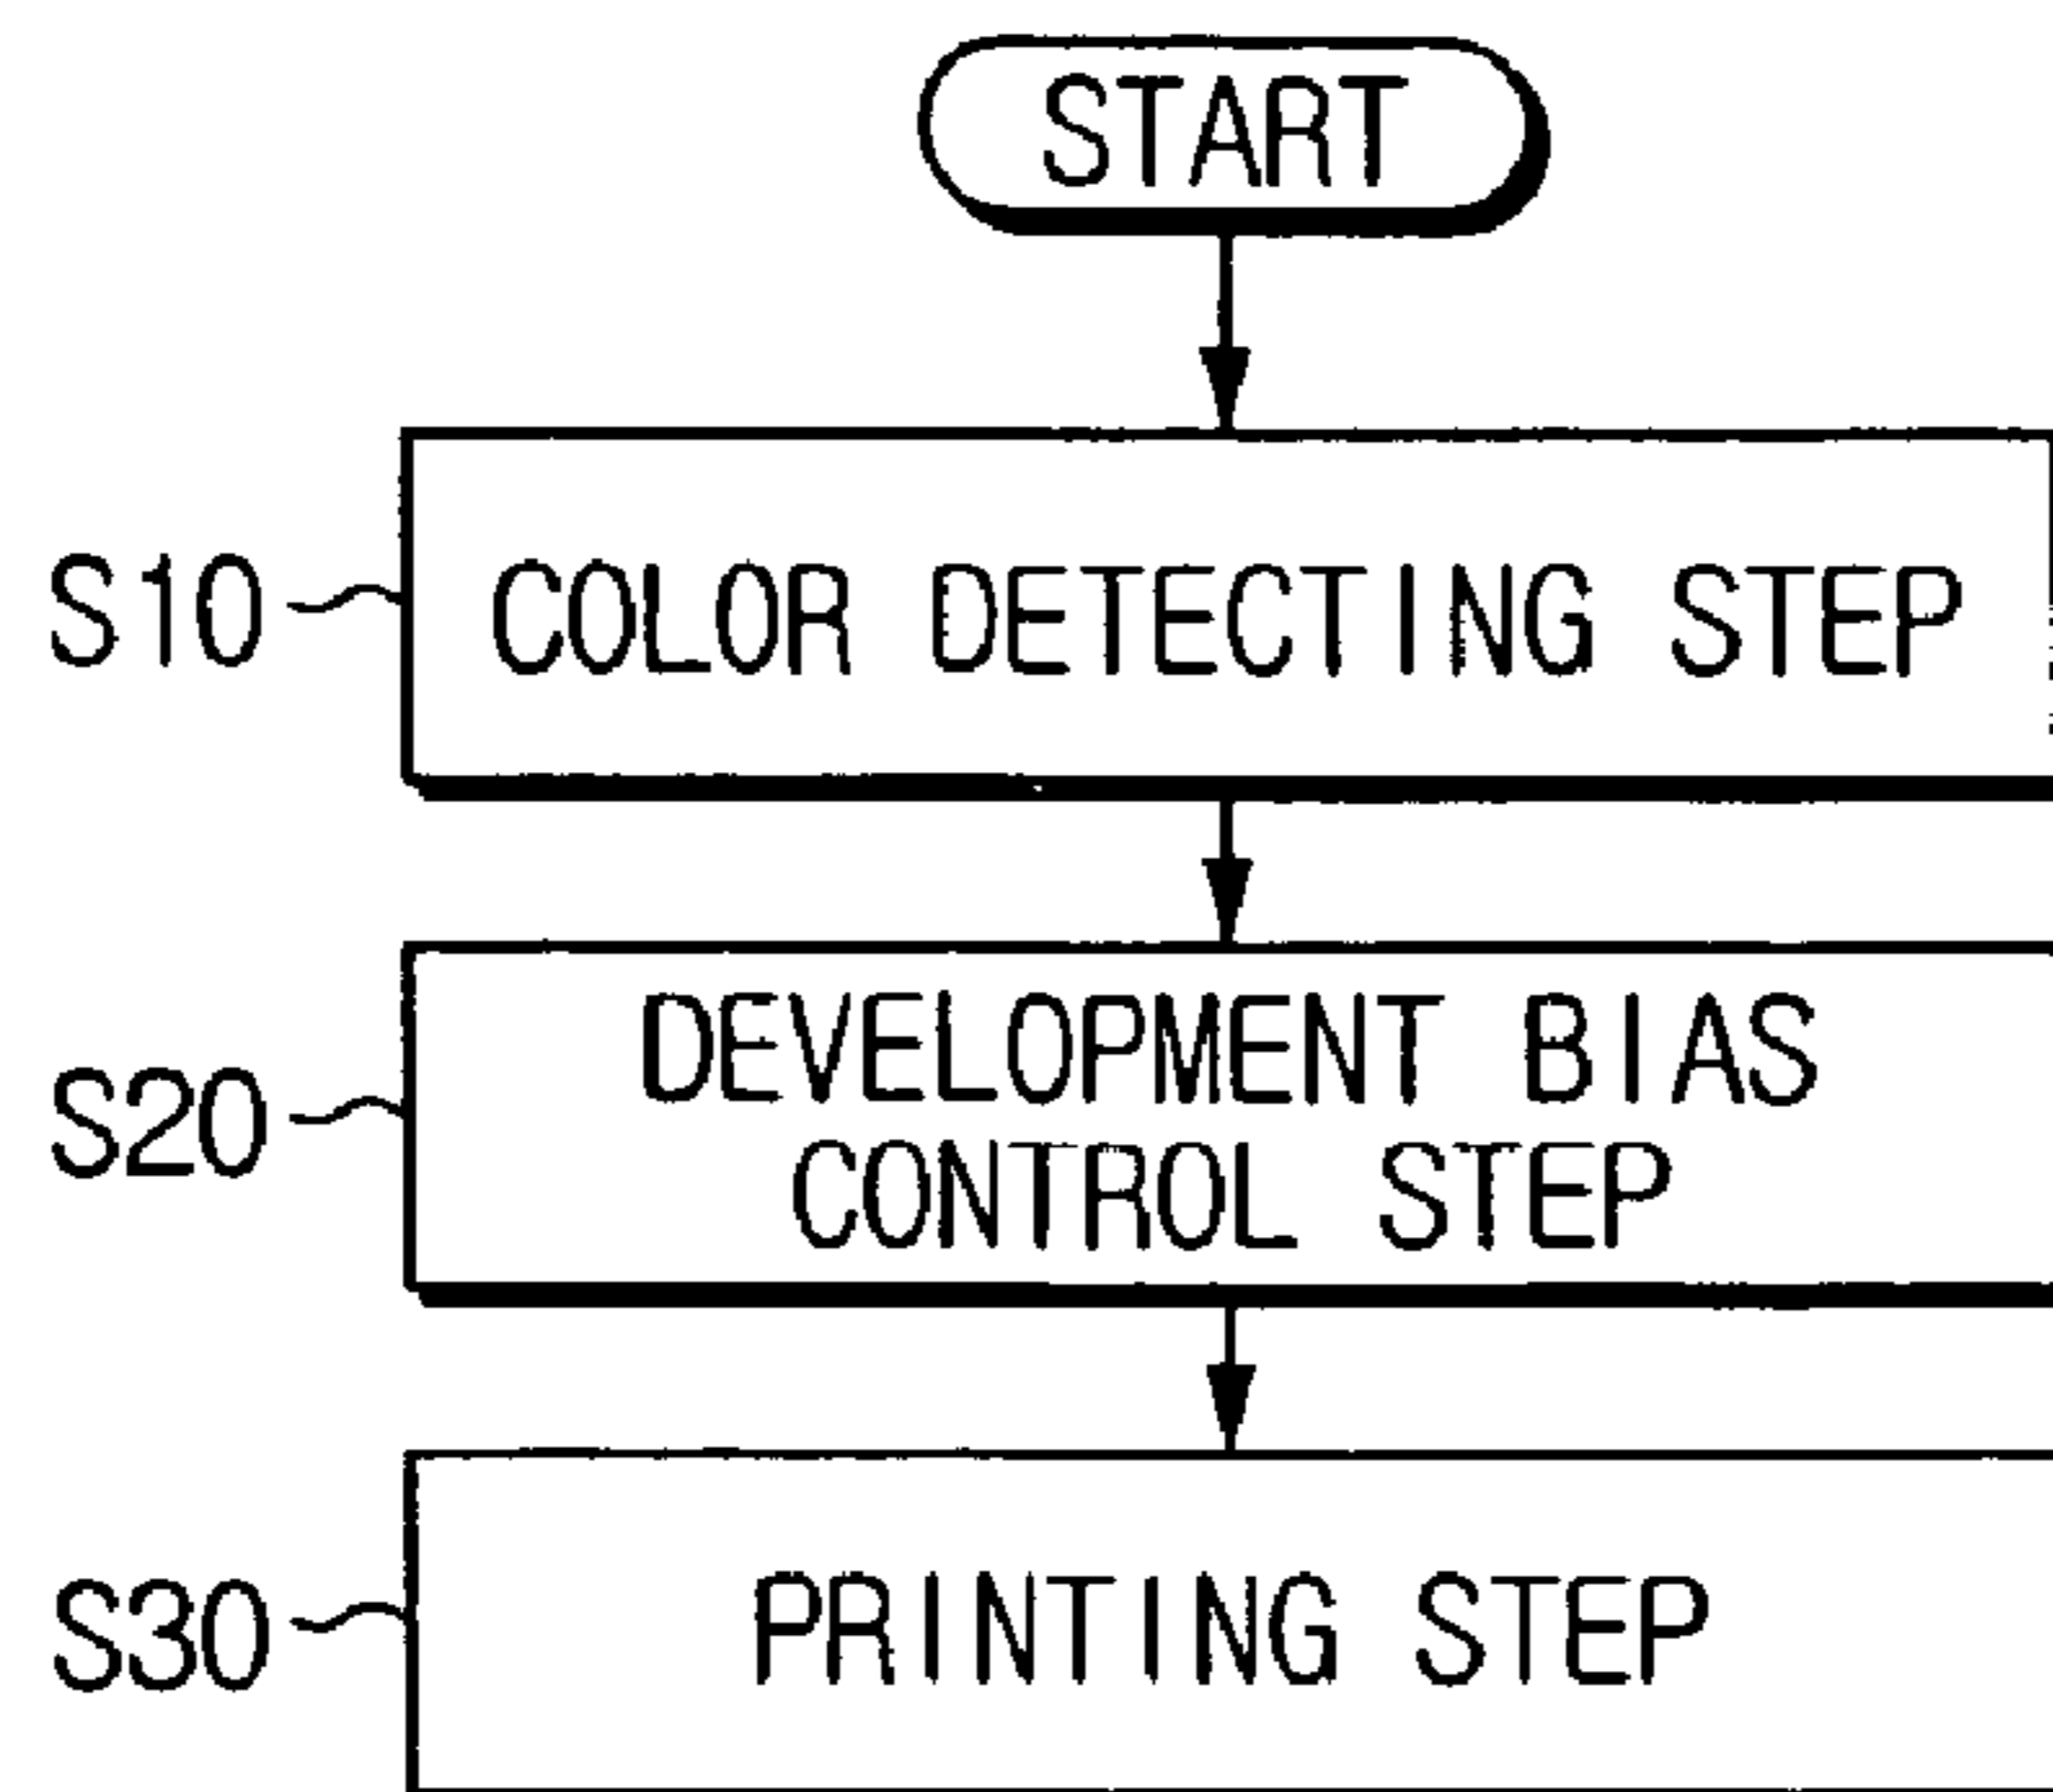 START
S10 COLOR DETECTING STEP
DEVELOPMENT BIAS
S20
CONTROL STEP
S30 PRINTING STEP